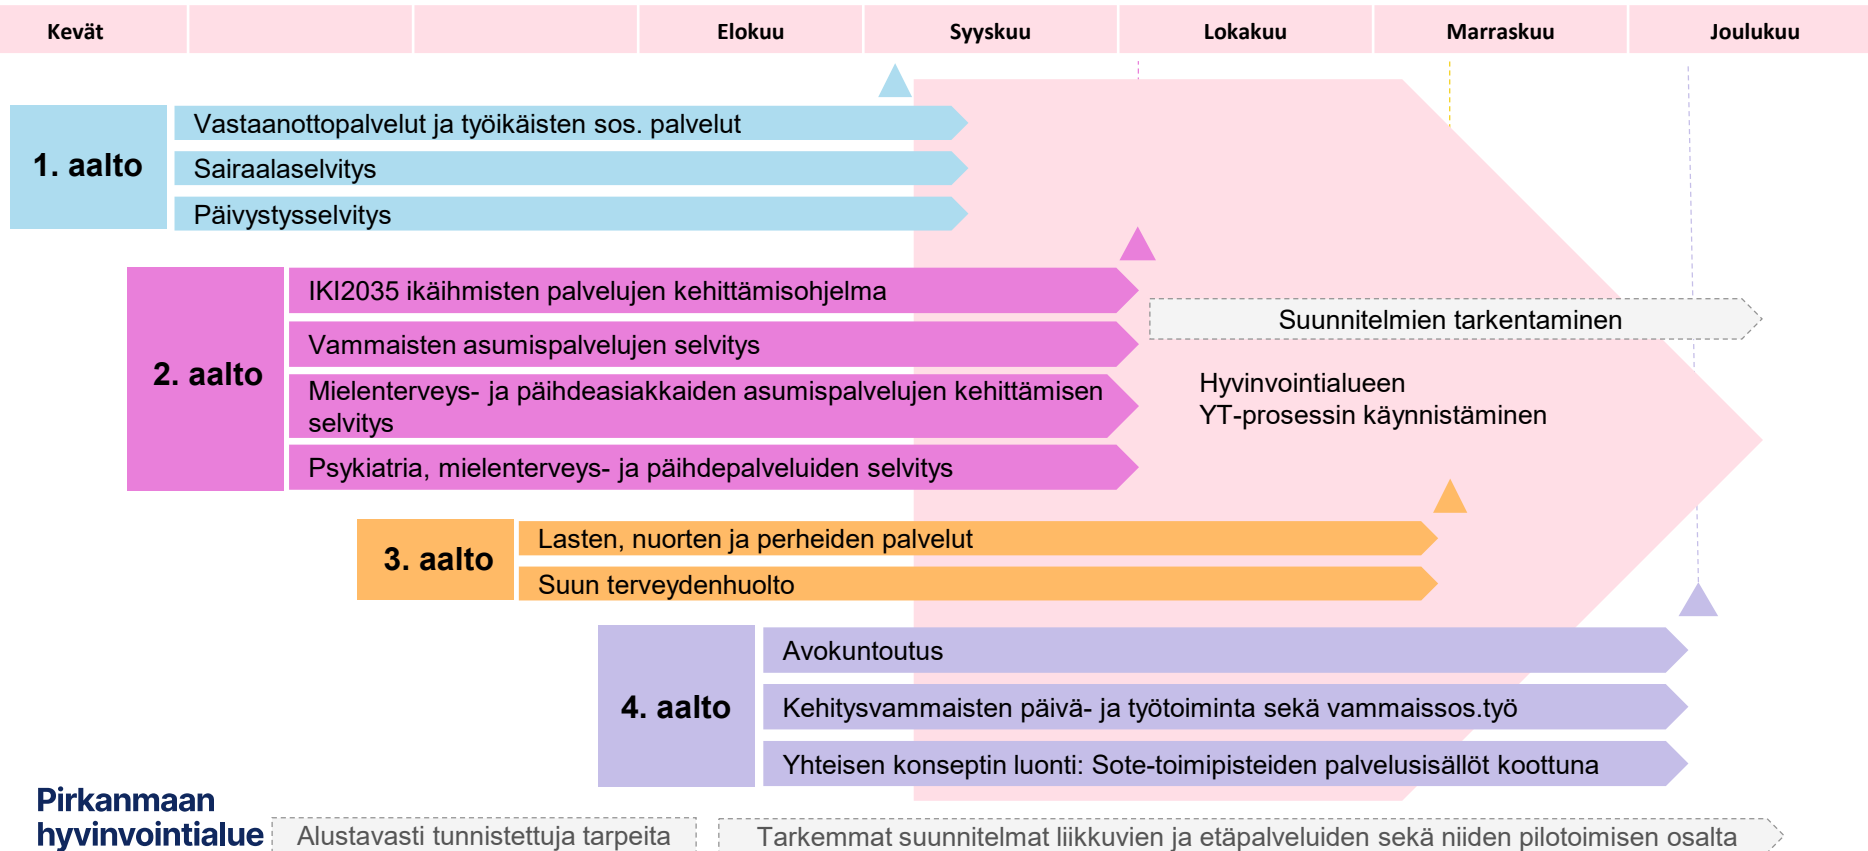 Kevät
Elokuu
Syyskuu
Lokakuu
Marraskuu
Joulukuu
1. aalto
Vastaanottopalvelut ja työikäisten sos. palvelut
Sairaalaselvitys
Päivystysselvitys
2. aalto
IKI2035 ikäihmisten palvelujen kehittämisohjelma
Vammaisten asumispalvelujen selvitys
Mielenterveys- ja päihdeasiakkaiden asumispalvelujen kehittämisen
selvitys
Psykiatria, mielenterveys- ja päihdepalveluiden selvitys
Suunnitelmien tarkentaminen
Hyvinvointialueen
YT-prosessin käynnistäminen
3. aalto
Lasten, nuorten ja perheiden palvelut
Suun terveydenhuolto
4. aalto
Avokuntoutus
Kehitysvammaisten päivä- ja työtoiminta sekä vammaissos.työ
Yhteisen konseptin luonti: Sote-toimipisteiden palvelusisällöt koottuna
Pirkanmaan
hyvinvointialue
Alustavasti tunnistettuja tarpeita
Tarkemmat suunnitelmat liikkuvien ja etäpalveluiden sekä niiden pilotoimisen osalta